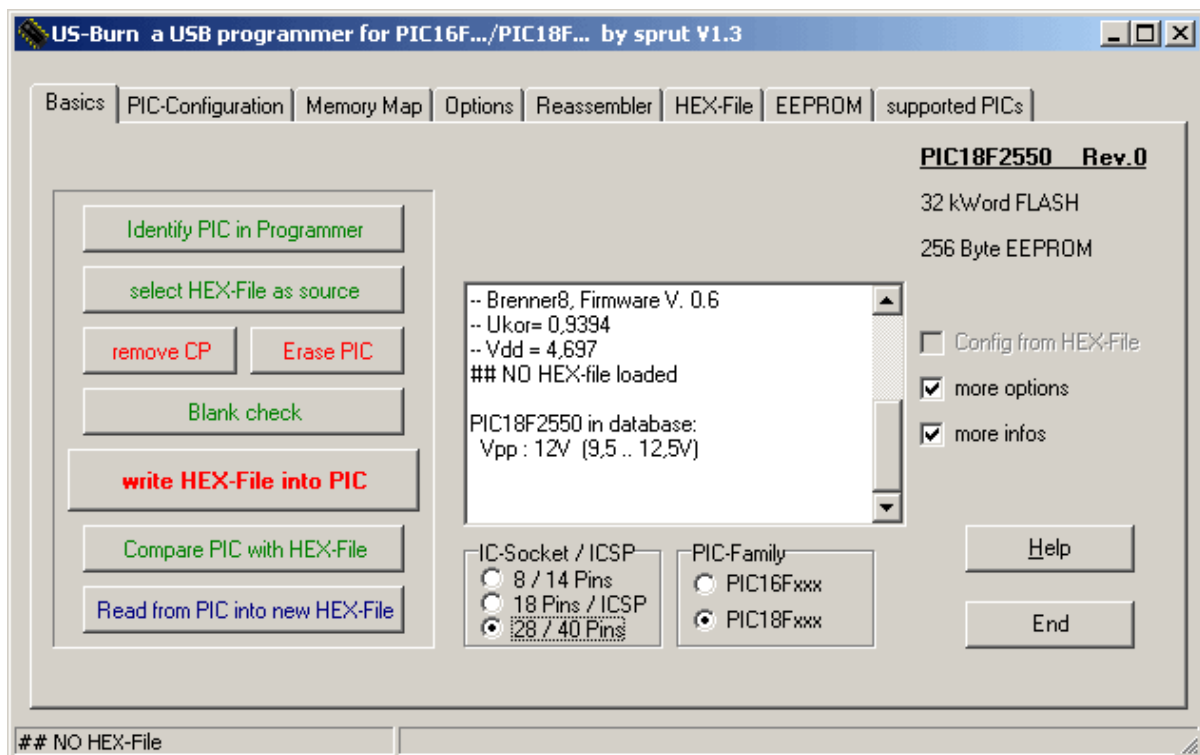 US-Burn a USB programmer for PIC16F.../PIC18F... by sprut V1.3
Basics PIC-Configuration Memory Map Options Reassembler HEX-File EEPROM supported PICs
PIC18F2550 Rev.0
32 kWord FLASH
256 Byte EEPROM
Identify PIC in Programmer
select HEX-File as source
remove CP Erase PIC
Blank check
write HEX-File into PIC
Compare PIC with HEX-File
Read from PIC into new HEX-File
-- Brenner8, Firmware V. 0.6
-- Ukor= 0,9394
-- Vdd = 4,697
## NO HEX-file loaded
PIC18F2550 in database:
Vpp : 12V (9,5 .. 12,5V)
IC-Socket / ICSP
8 / 14 Pins
18 Pins / ICSP
28 / 40 Pins
PIC-Family
PIC16Fxxx
PIC18Fxxx
Config from HEX-File
more options
more infos
Help
End
## NO HEX-File